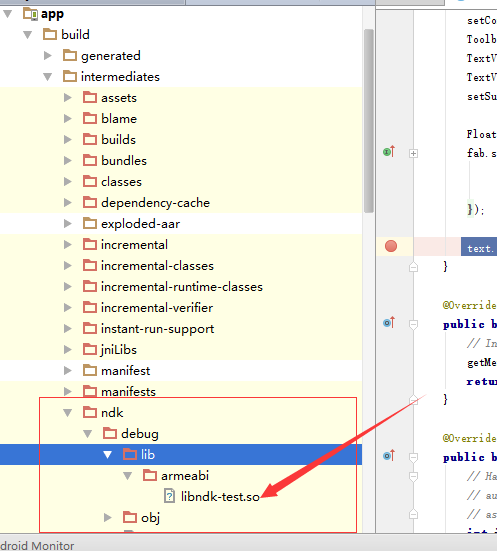 app
build
generated
intermediates
assets
blame
builds
bundles
classes
dependency-cache
exploded-aar
incremental
incremental-classes
incremental-runtime-classes
incremental-verifier
instant-run-support
jniLibs
manifest
manifests
ndk
debug
lib
armeabi
libndk-test.so
obj
droid Monitor
setCo
Toolb
TextV
TextV
setSu
Float
fab.s
});
text.
}
@Override
public b
// In
getMe
retur
}
@Override
public b
// Ha
// au
// as
int i